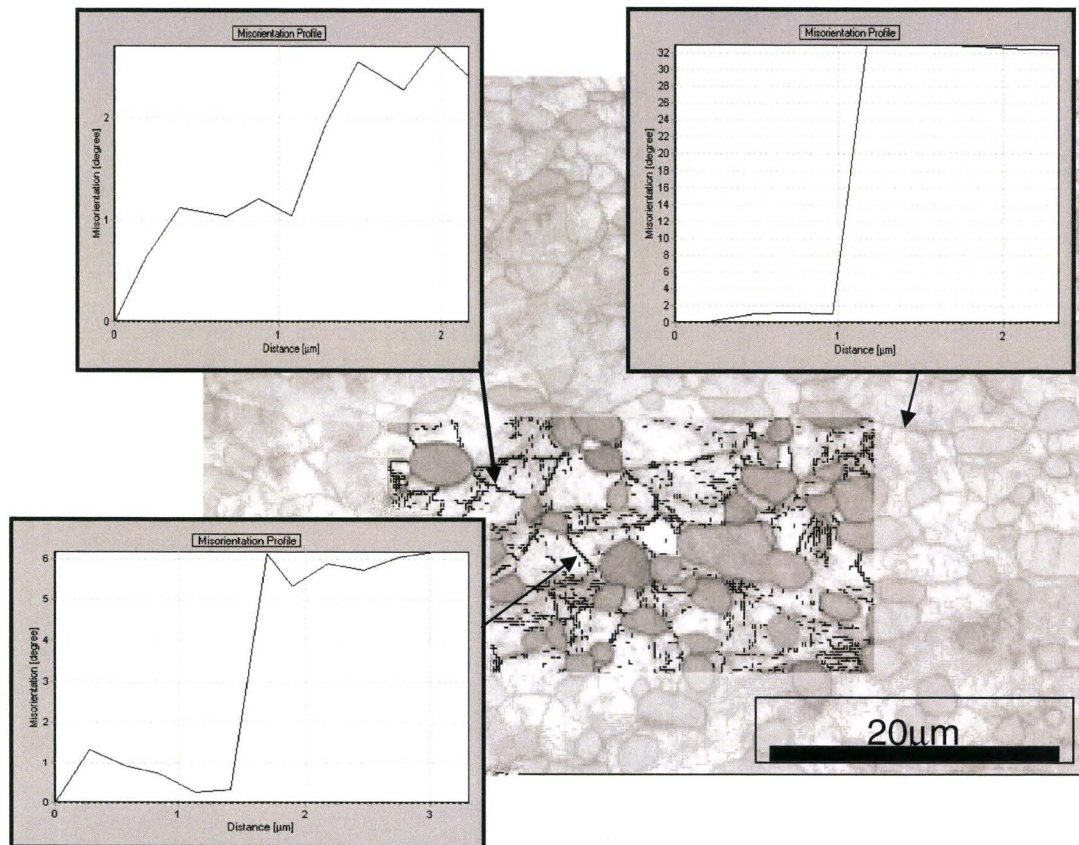 Misorientation Profile
Misorientation [degree]
2
1
0
0 1 2
Distance [µm]
Misorientation Profile
Misorientation [degree]
32
30
28
26
24
22
20
18
16
14
12
10
8
6
4
2
0
0 1 2
Distance [µm]
Misorientation Profile
Misorientation [degree]
6
5
4
3
2
1
0
0 1 2 3
Distance [µm]
20µm